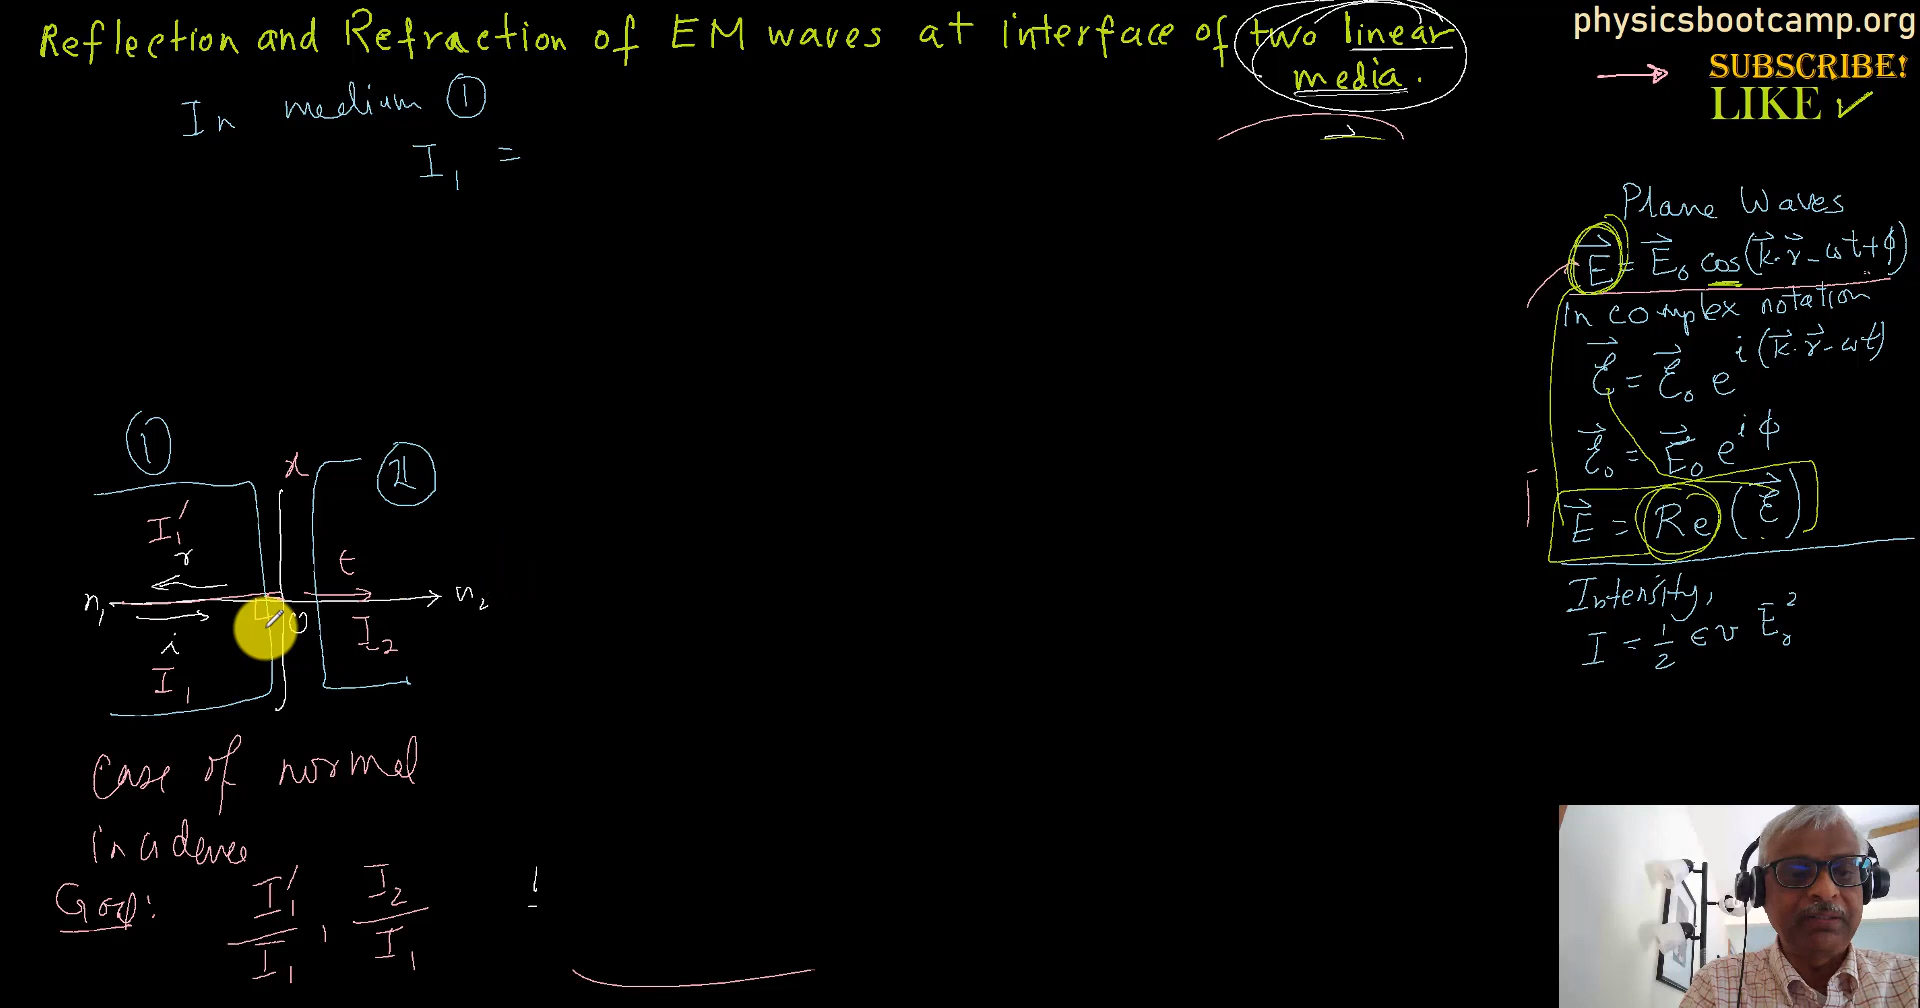 Reflection and Refraction of EM waves at interface of two linear
media.
physicsbootcamp.org
SUBSCRIBE!
LIKE ✓
In medium ①
I₁ =
Plane Waves
E⃗ = E⃗₀ cos(k⃗·r⃗ - ωt + ϕ)
in complex notation
ℰ⃗ = ℰ⃗₀ e^{i(k⃗·r⃗ - ωt)}
ℰ⃗₀ = E⃗₀ e^{iϕ}
E⃗ = Re(ℰ⃗)
Intensity,
I = 1/2 ϵ v E₀²
①
x
②
I₁′
r
t
n₁
n₂
O
i
I₂
I₁
Case of normal
incidence
Goal: I₁′/I₁ , I₂/I₁